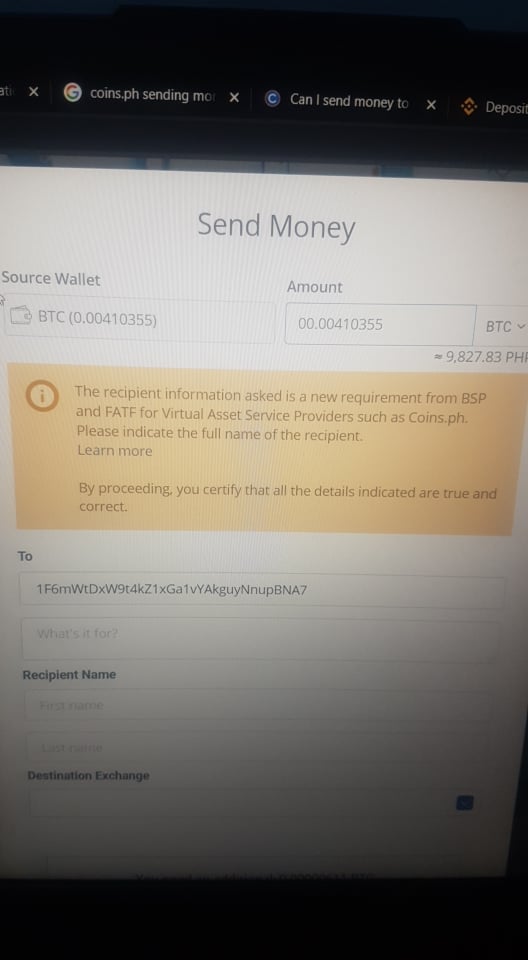 coins.ph sending mor
Can I send money to
Deposit
Send Money
Source Wallet
Amount
BTC (0.00410355)
00.00410355
BTC
≈ 9,827.83 PHP
The recipient information asked is a new requirement from BSP
and FATF for Virtual Asset Service Providers such as Coins.ph.
Please indicate the full name of the recipient.
Learn more
By proceeding, you certify that all the details indicated are true and
correct.
To
1F6mWtDxW9t4kZ1xGa1vYAkguyNnupBNA7
What's it for?
Recipient Name
First name
Last name
Destination Exchange